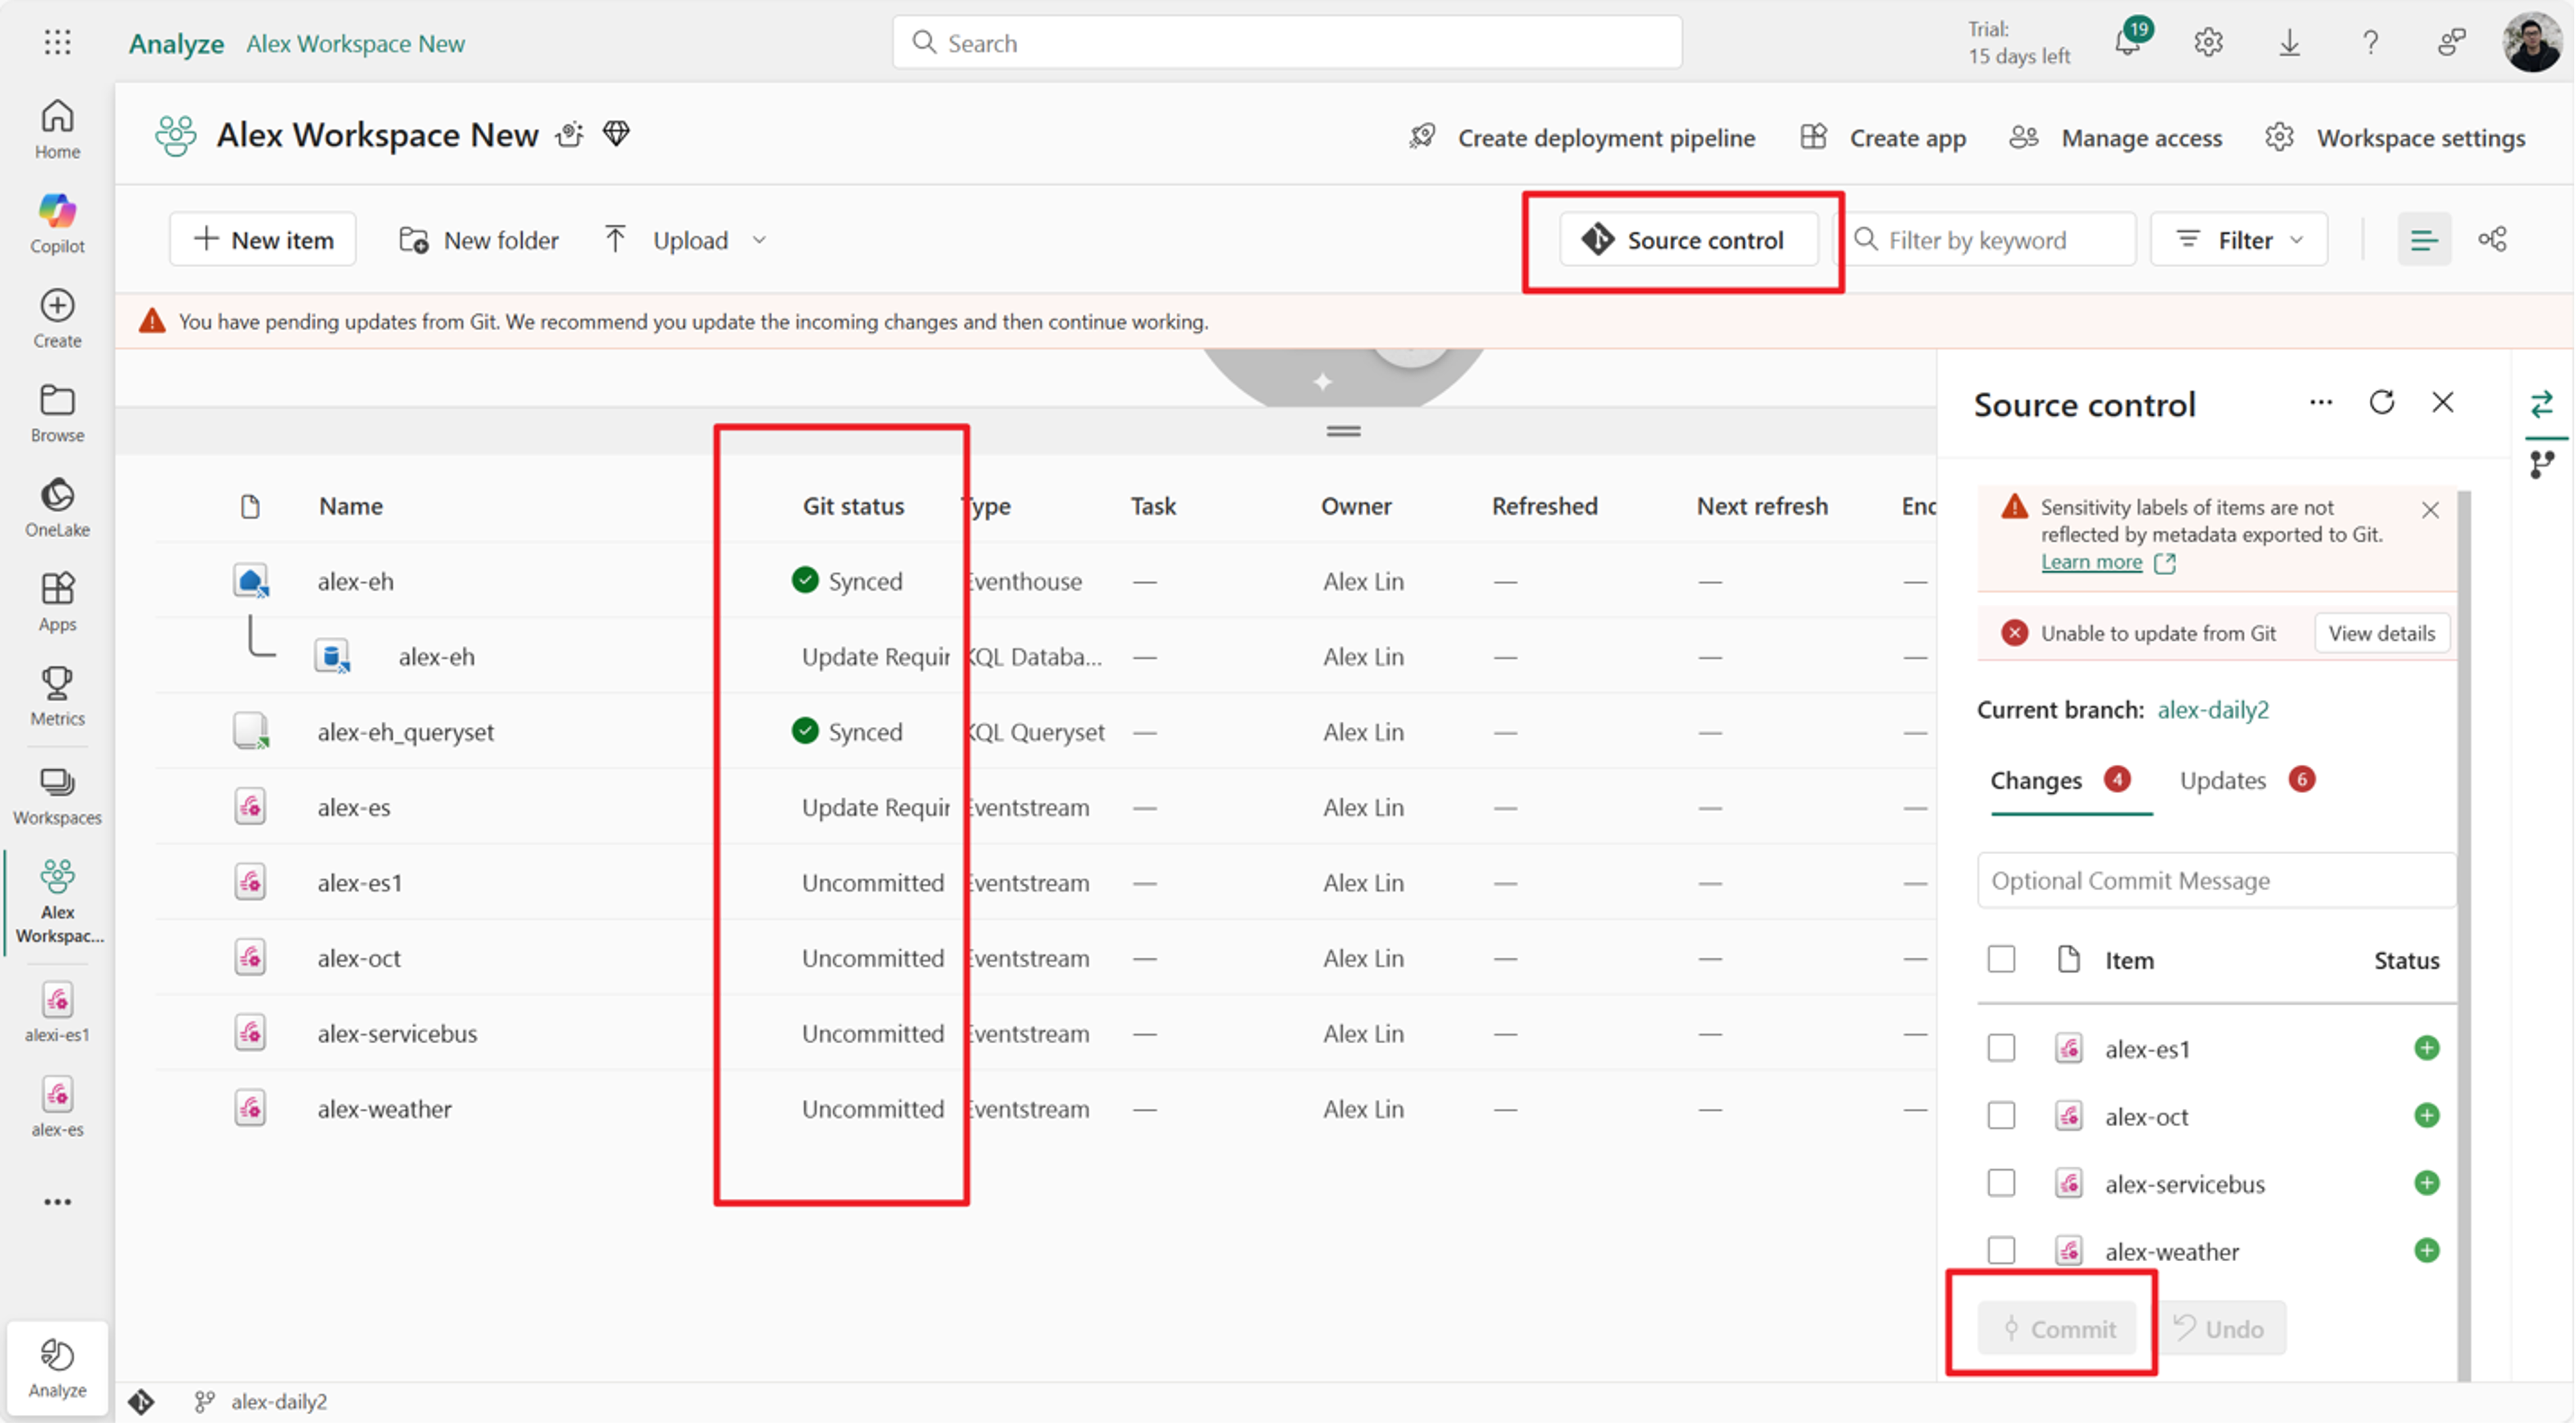 Analyze Alex Workspace New
Search
Trial:
15 days left
19
Home
Copilot
Create
Browse
OneLake
Apps
Metrics
Workspaces
Alex
Workspac...
alexi-es1
alex-es
Analyze
Alex Workspace New
Create deployment pipeline
Create app
Manage access
Workspace settings
New item
New folder
Upload
Source control
Filter by keyword
Filter
You have pending updates from Git. We recommend you update the incoming changes and then continue working.
Name Git status Type Task Owner Refreshed Next refresh
alex-eh Synced Eventhouse — Alex Lin — — —
alex-eh Update Requir KQL Databa... — Alex Lin — — —
alex-eh_queryset Synced KQL Queryset — Alex Lin — — —
alex-es Update Requir Eventstream — Alex Lin — — —
alex-es1 Uncommitted Eventstream — Alex Lin — — —
alex-oct Uncommitted Eventstream — Alex Lin — — —
alex-servicebus Uncommitted Eventstream — Alex Lin — — —
alex-weather Uncommitted Eventstream — Alex Lin — — —
Source control
Sensitivity labels of items are not
reflected by metadata exported to Git.
Learn more
Unable to update from Git View details
Current branch: alex-daily2
Changes 4 Updates 6
Optional Commit Message
Item Status
alex-es1
alex-oct
alex-servicebus
alex-weather
Commit Undo
alex-daily2